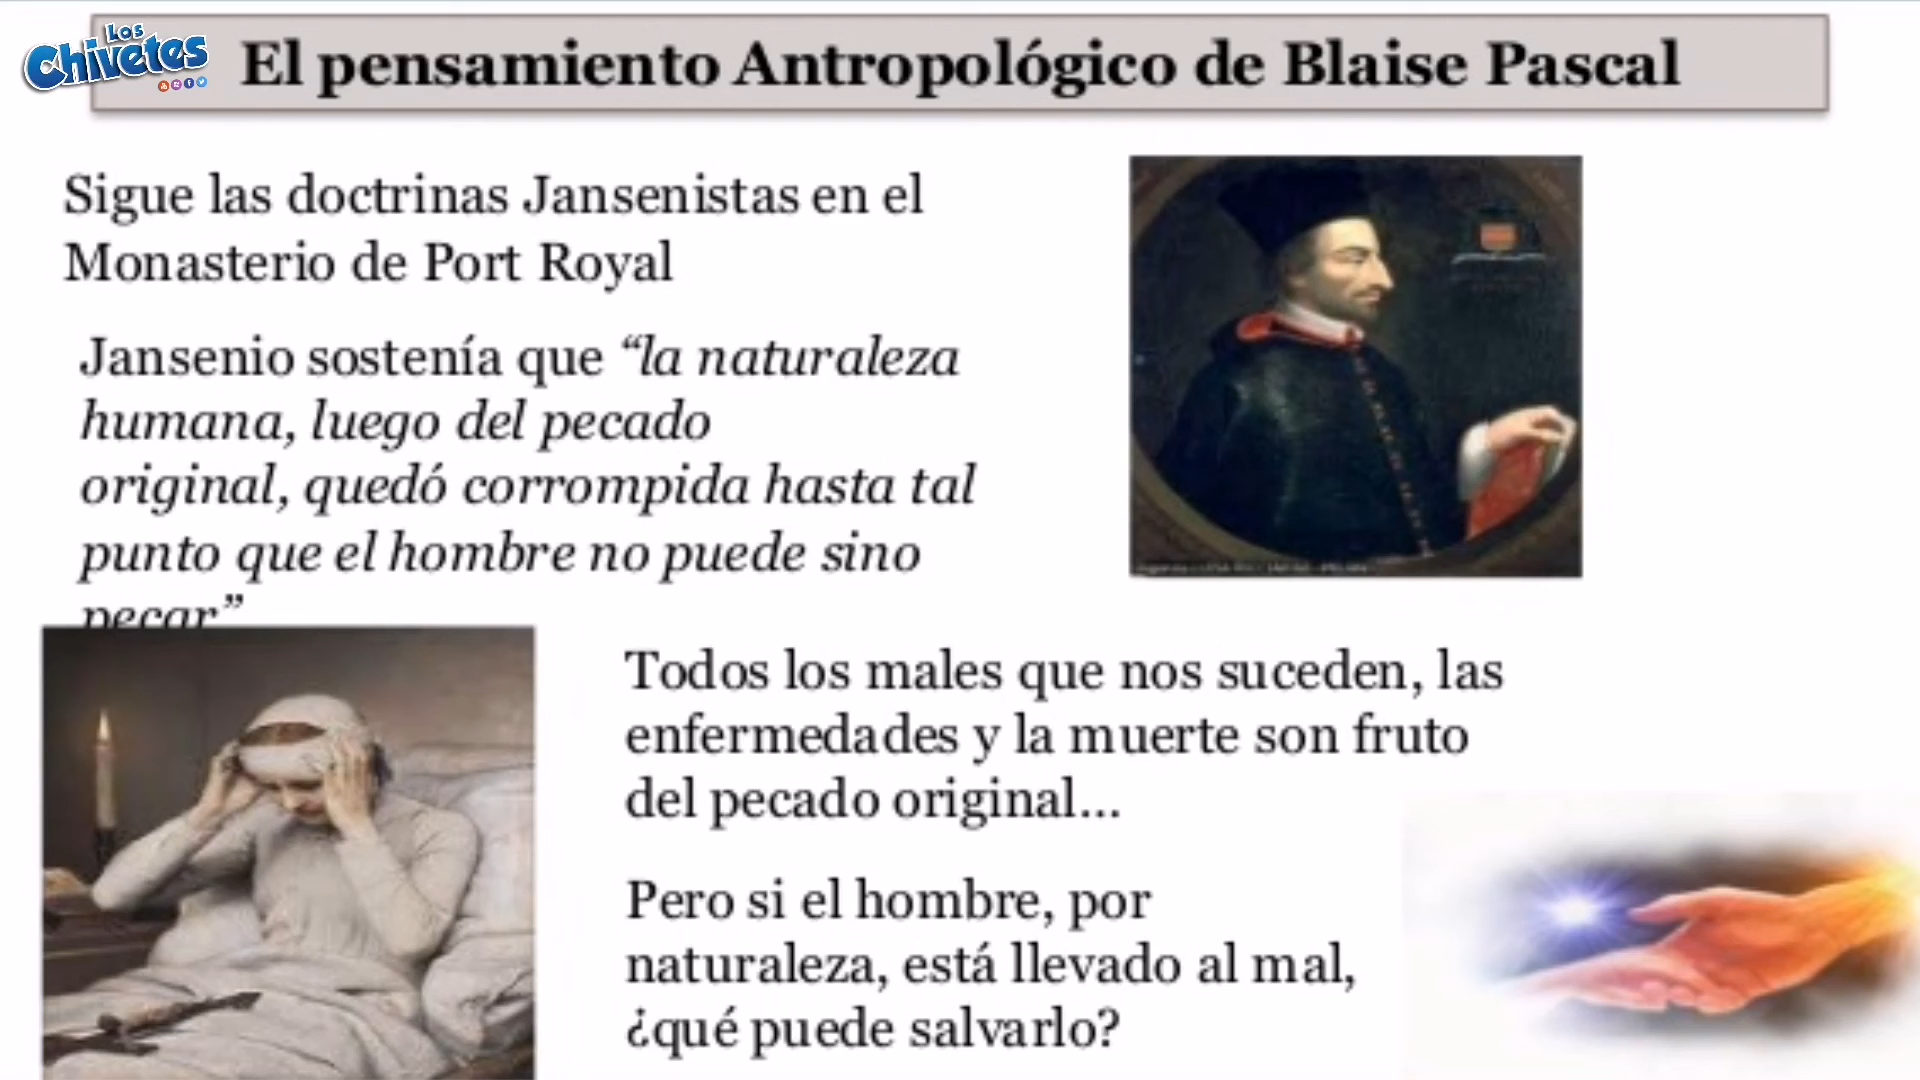 Los
Chivetes
El pensamiento Antropológico de Blaise Pascal
Sigue las doctrinas Jansenistas en el
Monasterio de Port Royal
Jansenio sostenía que “la naturaleza
humana, luego del pecado
original, quedó corrompida hasta tal
punto que el hombre no puede sino
pecar”
Todos los males que nos suceden, las
enfermedades y la muerte son fruto
del pecado original...
Pero si el hombre, por
naturaleza, está llevado al mal,
¿qué puede salvarlo?